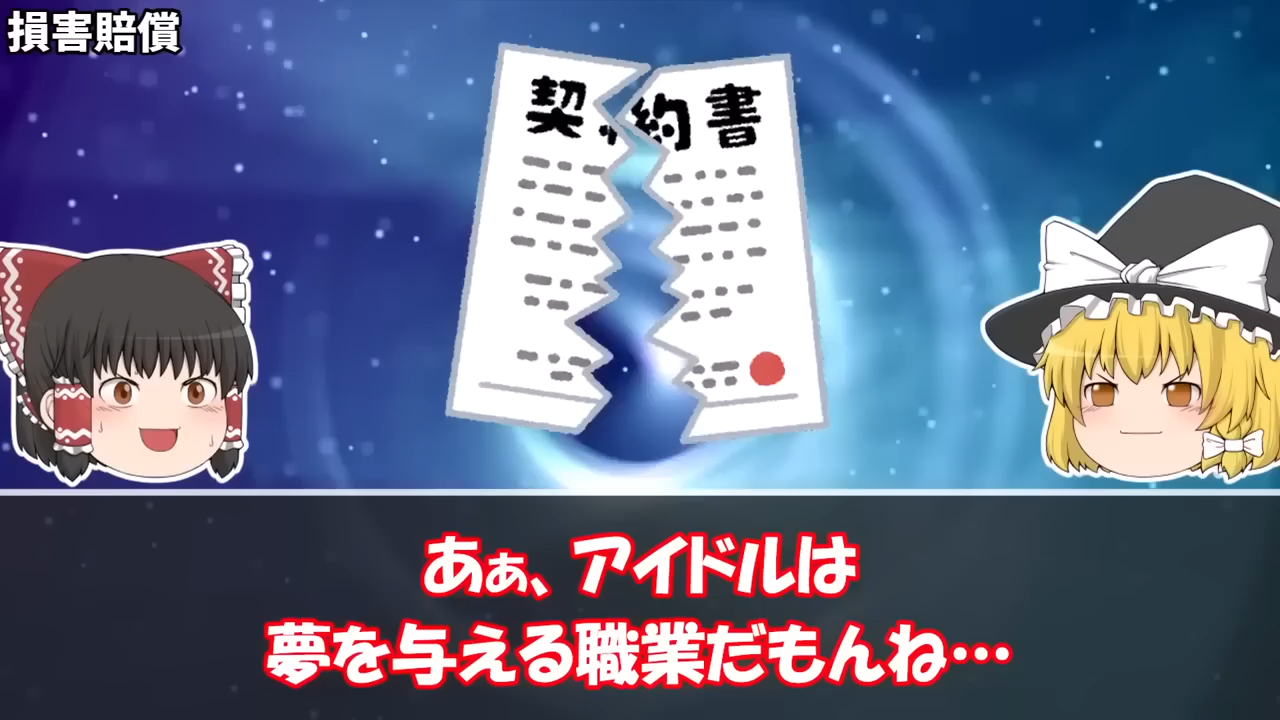 損害賠償
契約書
あぁ、アイドルは
夢を与える職業だもんね…